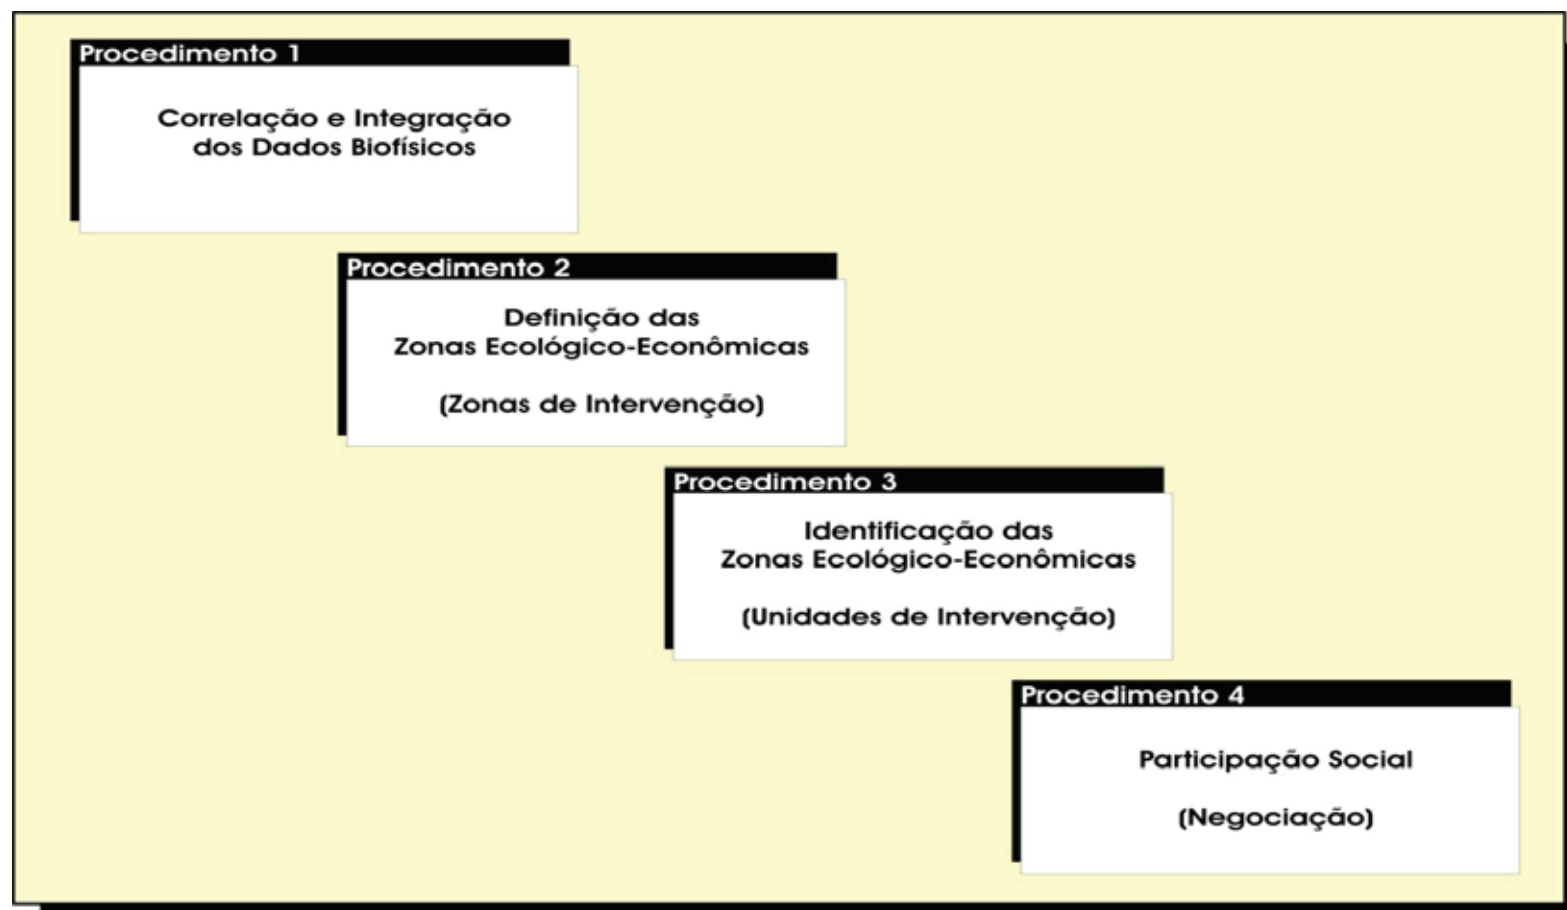 Procedimento 1
Correlação e Integração
dos Dados Biofísicos
Procedimento 2
Definição das
Zonas Ecológico-Econômicas
(Zonas de Intervenção)
Procedimento 3
Identificação das
Zonas Ecológico-Econômicas
(Unidades de Intervenção)
Procedimento 4
Participação Social
(Negociação)